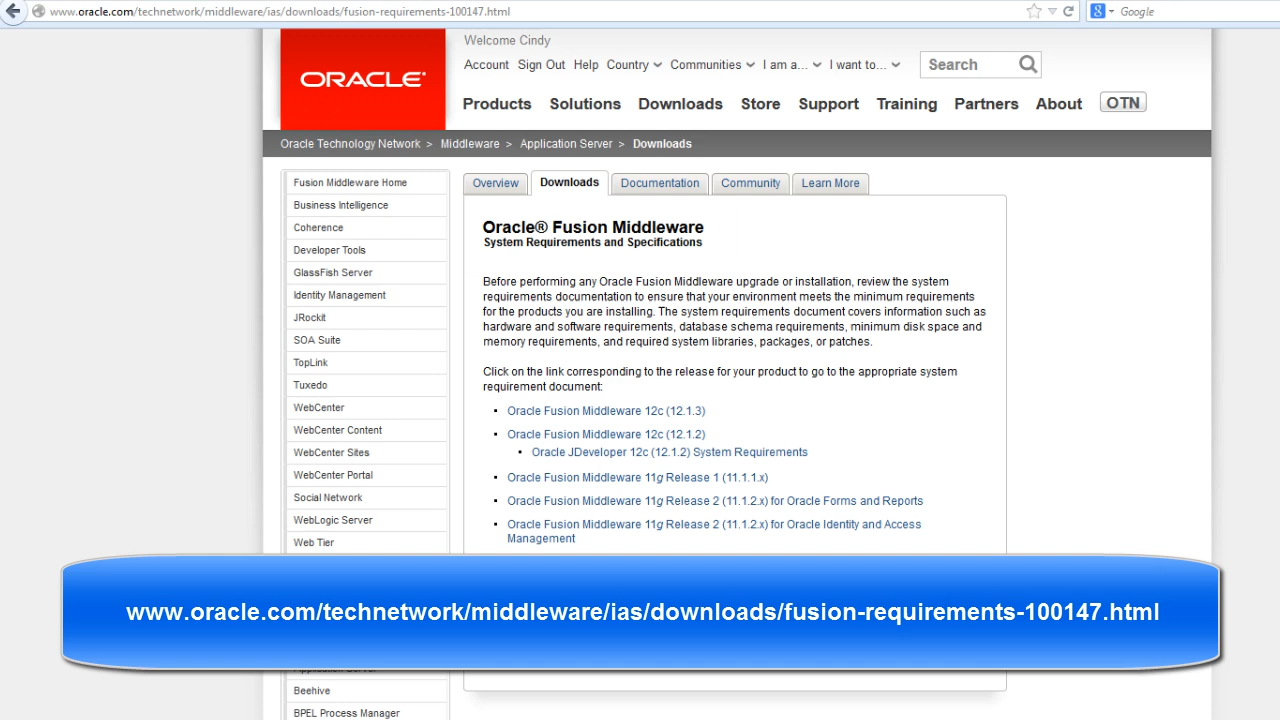 www.oracle.com/technetwork/middleware/ias/downloads/fusion-requirements-100147.html
Google
Welcome Cindy
Account Sign Out Help Country Communities I am a... I want to...
Search
ORACLE
Products Solutions Downloads Store Support Training Partners About OTN
Oracle Technology Network > Middleware > Application Server > Downloads
Fusion Middleware Home
Business Intelligence
Coherence
Developer Tools
GlassFish Server
Identity Management
JRockit
SOA Suite
TopLink
Tuxedo
WebCenter
WebCenter Content
WebCenter Sites
WebCenter Portal
Social Network
WebLogic Server
Web Tier
Overview Downloads Documentation Community Learn More
Oracle® Fusion Middleware
System Requirements and Specifications
Before performing any Oracle Fusion Middleware upgrade or installation, review the system
requirements documentation to ensure that your environment meets the minimum requirements
for the products you are installing. The system requirements document covers information such as
hardware and software requirements, database schema requirements, minimum disk space and
memory requirements, and required system libraries, packages, or patches.
Click on the link corresponding to the release for your product to go to the appropriate system
requirement document:
▪ Oracle Fusion Middleware 12c (12.1.3)
▪ Oracle Fusion Middleware 12c (12.1.2)
▪ Oracle JDeveloper 12c (12.1.2) System Requirements
▪ Oracle Fusion Middleware 11g Release 1 (11.1.1.x)
▪ Oracle Fusion Middleware 11g Release 2 (11.1.2.x) for Oracle Forms and Reports
▪ Oracle Fusion Middleware 11g Release 2 (11.1.2.x) for Oracle Identity and Access
Management
www.oracle.com/technetwork/middleware/ias/downloads/fusion-requirements-100147.html
Beehive
BPEL Process Manager